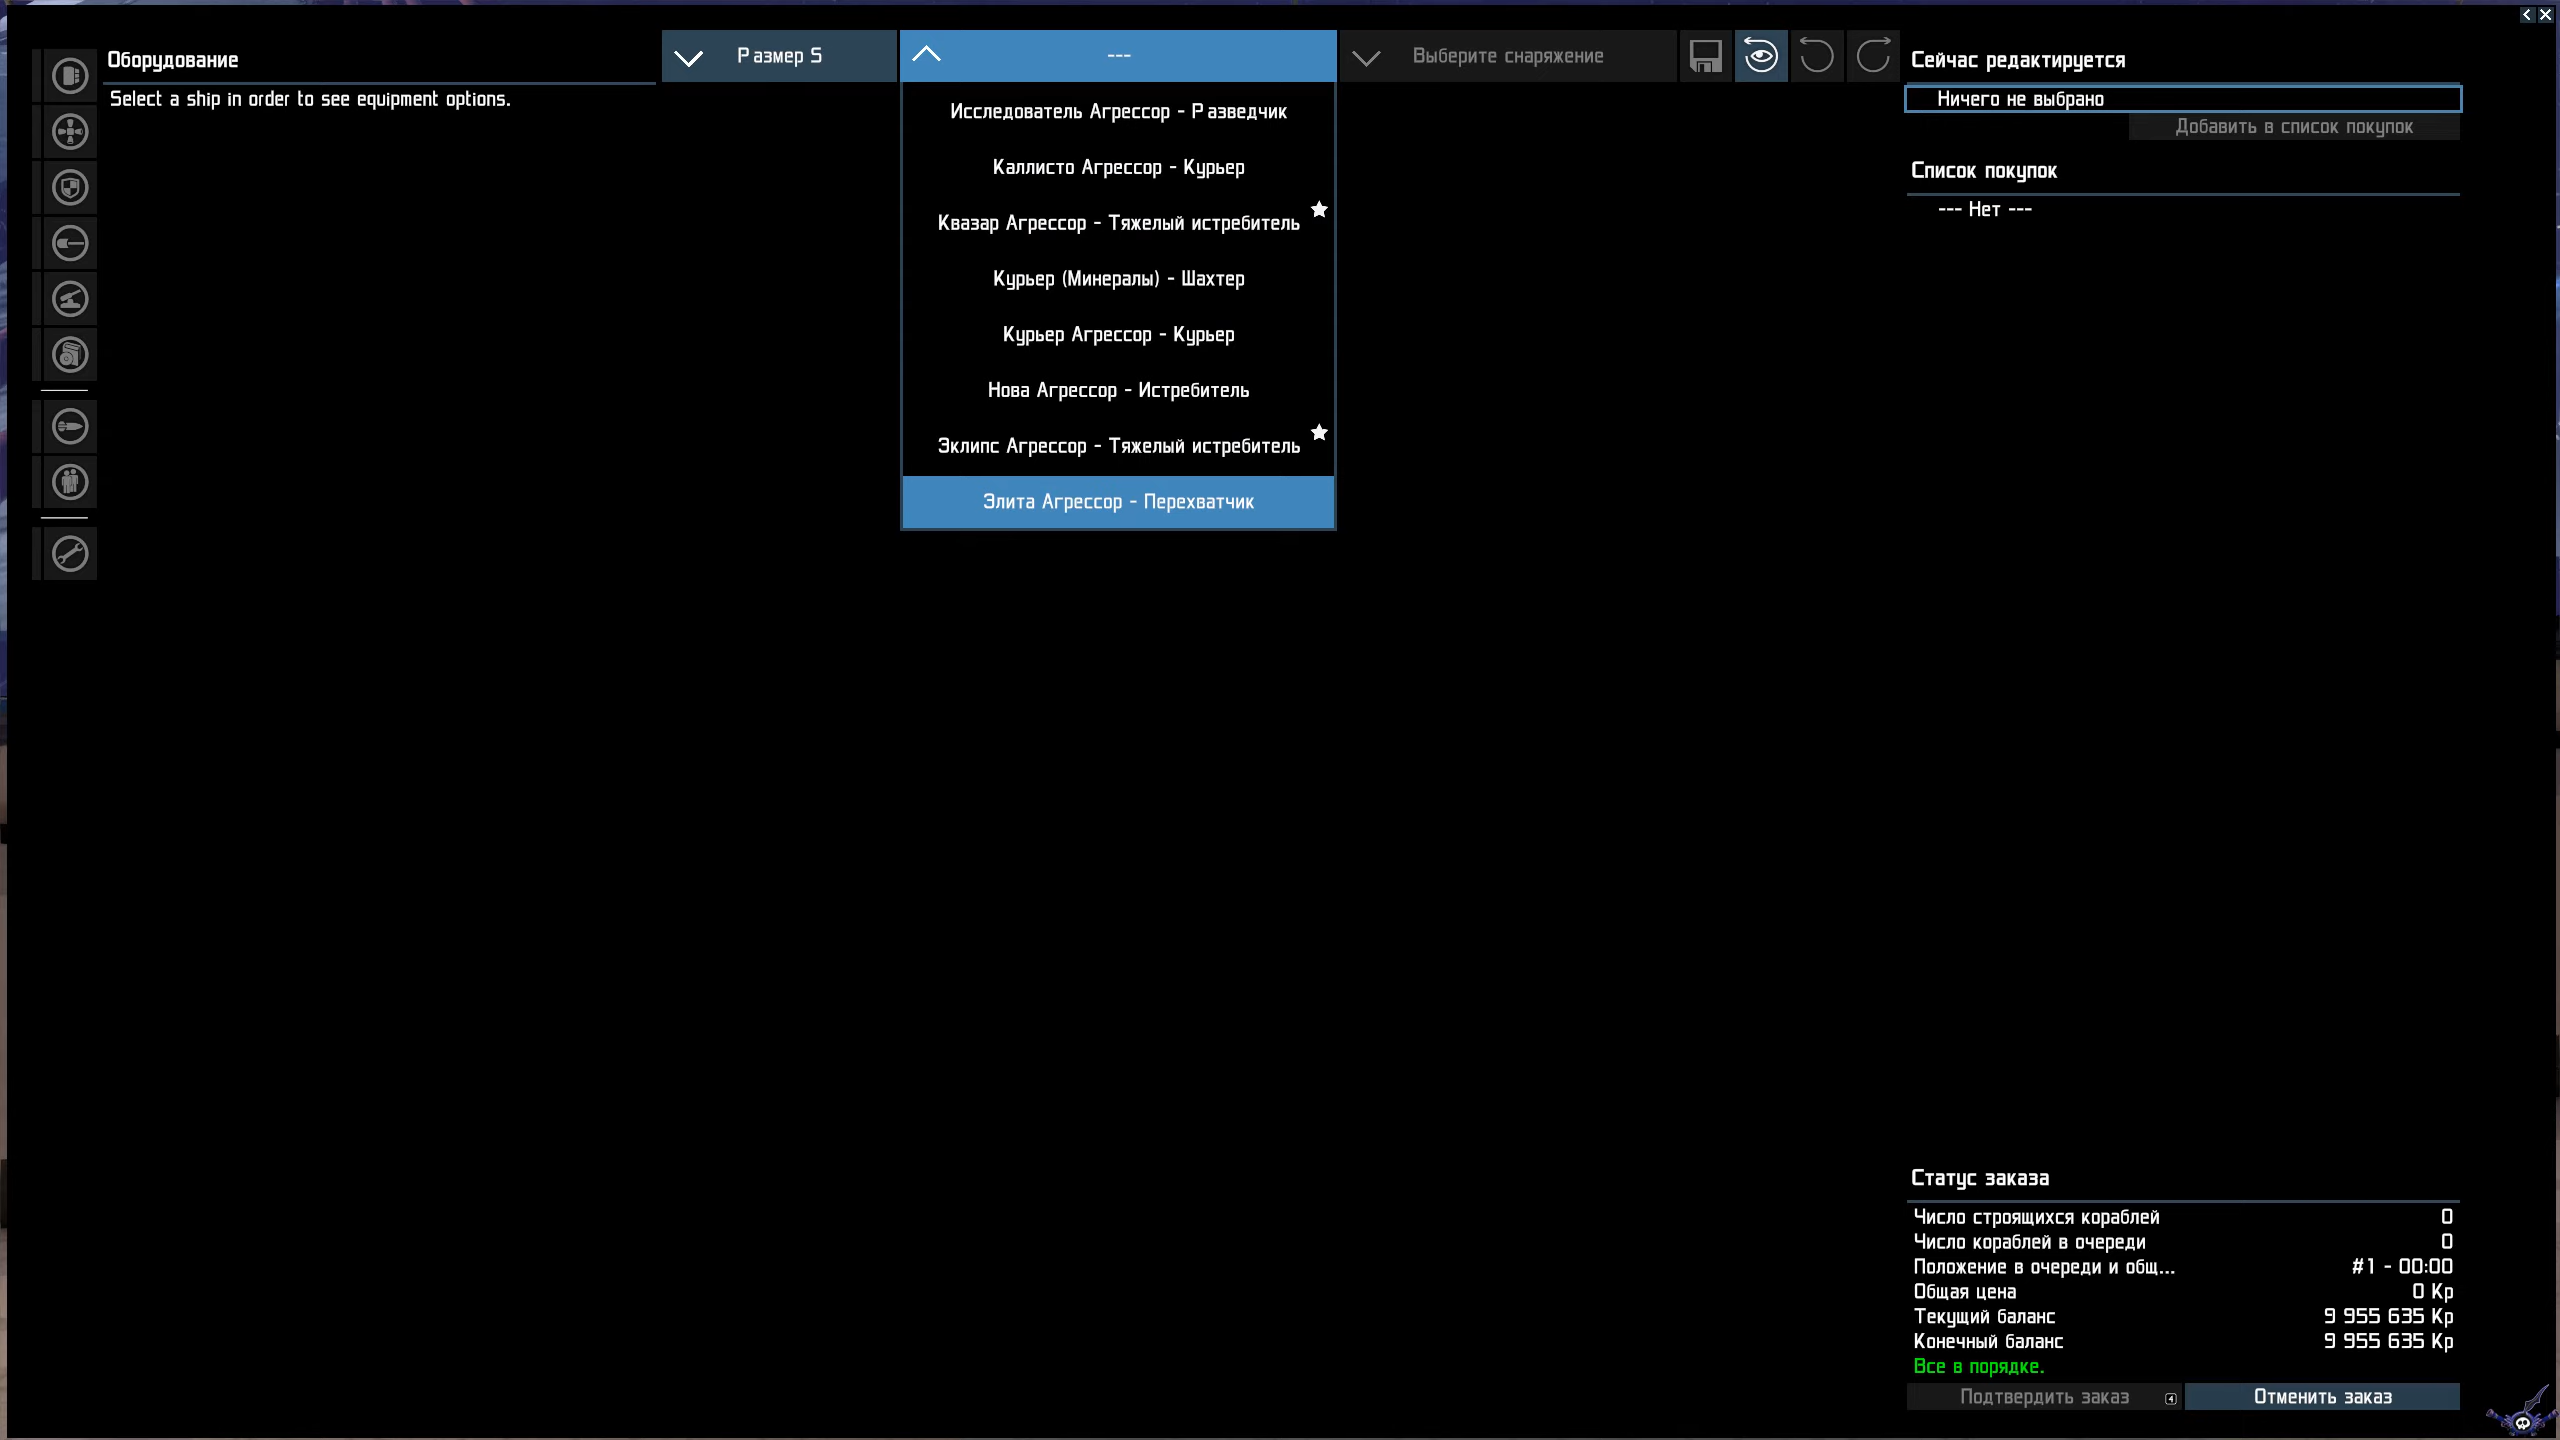 Оборудование
Select a ship in order to see equipment options.
Размер S
---
Выберите снаряжение
Исследователь Агрессор - Разведчик
Каллисто Агрессор - Курьер
Квазар Агрессор - Тяжелый истребитель
Курьер (Минералы) - Шахтер
Курьер Агрессор - Курьер
Нова Агрессор - Истребитель
Эклипс Агрессор - Тяжелый истребитель
Элита Агрессор - Перехватчик
Сейчас редактируется
Ничего не выбрано
Добавить в список покупок
Список покупок
--- Нет ---
Статус заказа
Число строящихся кораблей 0
Число кораблей в очереди 0
Положение в очереди и общ... #1 - 00:00
Общая цена 0 Кр
Текущий баланс 9 955 635 Кр
Конечный баланс 9 955 635 Кр
Все в порядке.
Подтвердить заказ 4
Отменить заказ